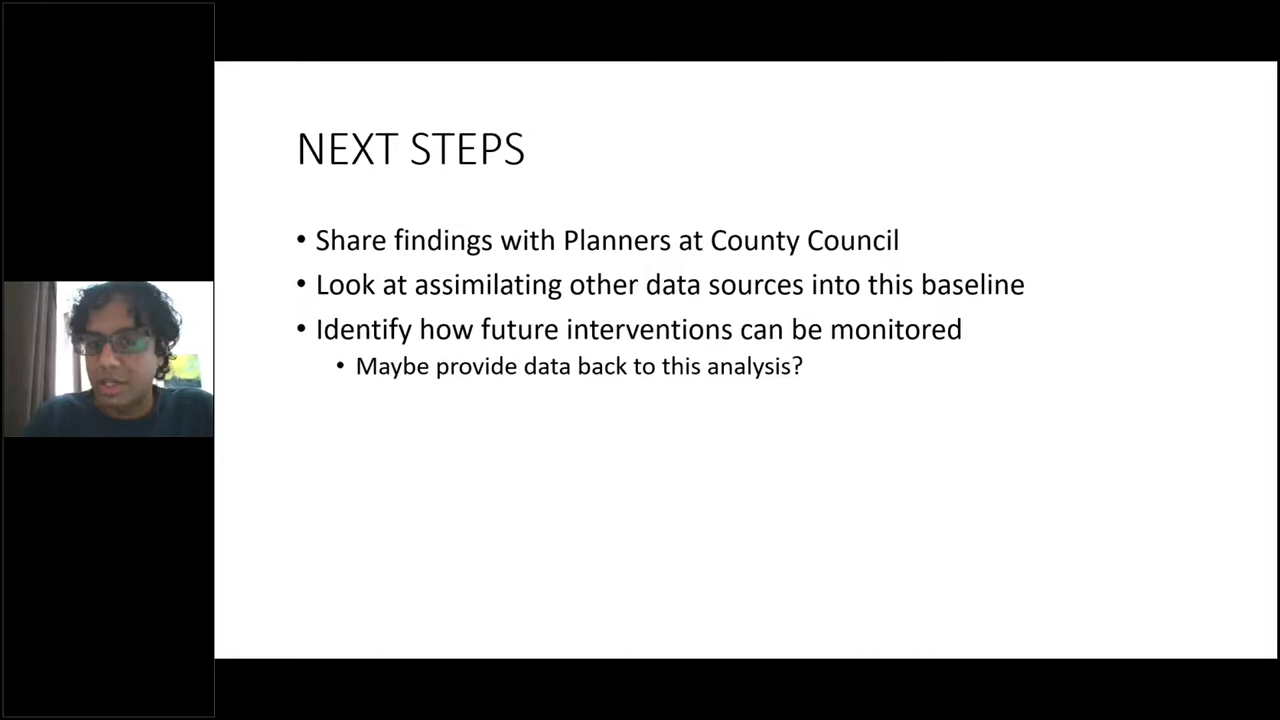 NEXT STEPS
• Share findings with Planners at County Council
• Look at assimilating other data sources into this baseline
• Identify how future interventions can be monitored
• Maybe provide data back to this analysis?